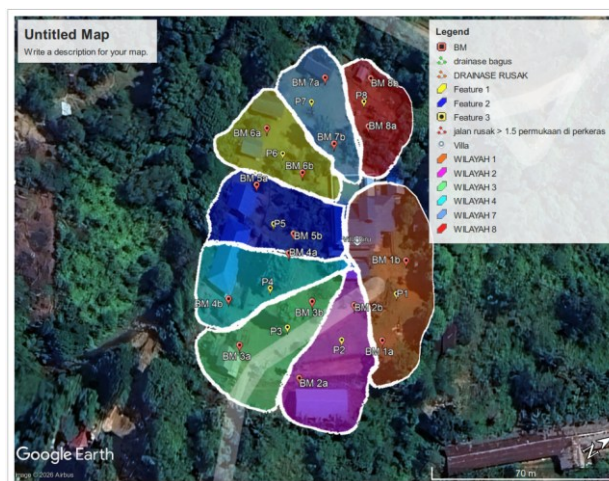 Untitled Map
Write a description for your map.
Legend
BM
drainase bagus
DRAINASE RUSAK
Feature 1
Feature 2
Feature 3
jalan rusak > 1.5 permukaan di perkeras
Villa
WILAYAH 1
WILAYAH 2
WILAYAH 3
WILAYAH 4
WILAYAH 7
WILAYAH 8
BM 7a
BM 8b
P7
P8
BM 6a
BM 8a
BM 7b
P6
BM 6b
BM 5a
P5
BM 5b
BM 4a
BM 1b
P4
P1
BM 4b
BM 3b
BM 2b
P3
P2
BM 1a
BM 3a
BM 2a
Google Earth
Image © 2026 Airbus
70 m